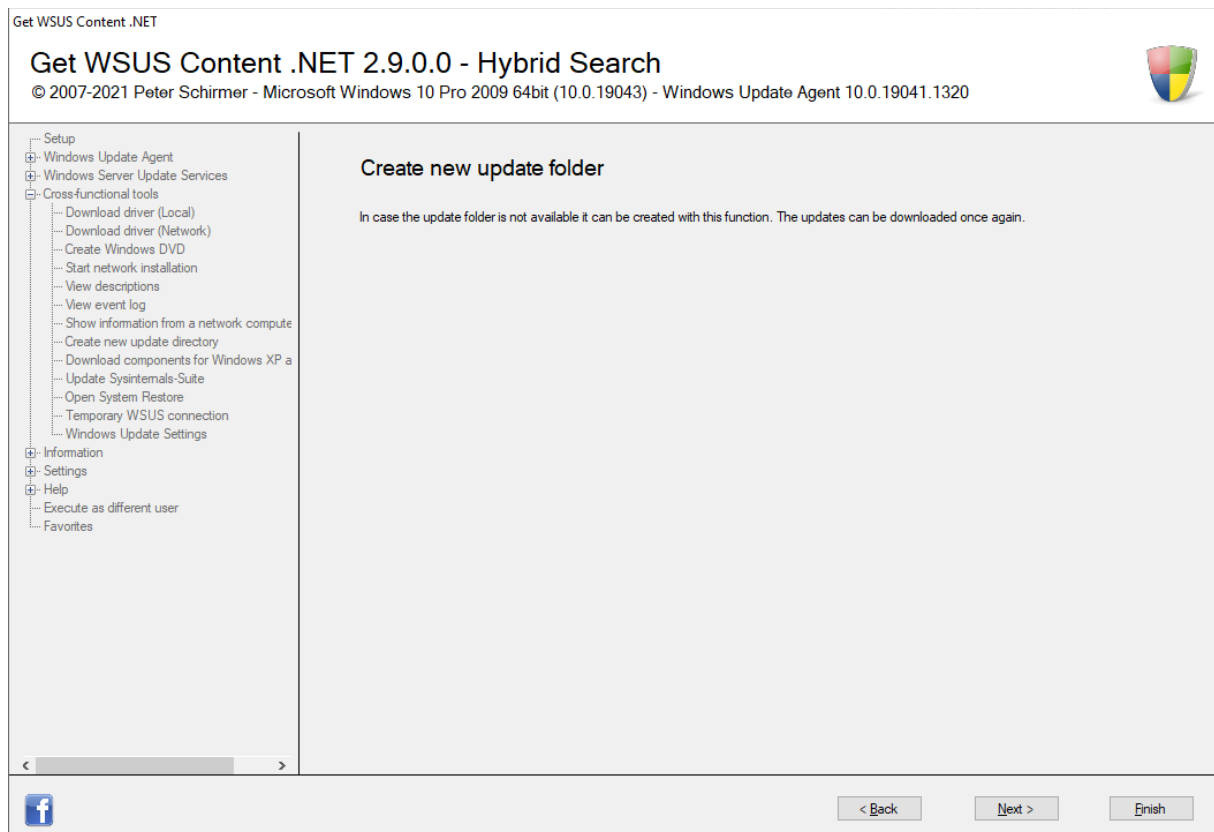 Get WSUS Content .NET
Get WSUS Content .NET 2.9.0.0 - Hybrid Search
© 2007-2021 Peter Schirmer - Microsoft Windows 10 Pro 2009 64bit (10.0.19043) - Windows Update Agent 10.0.19041.1320
Setup
Windows Update Agent
Windows Server Update Services
Cross-functional tools
Download driver (Local)
Download driver (Network)
Create Windows DVD
Start network installation
View descriptions
View event log
Show information from a network compute
Create new update directory
Download components for Windows XP a
Update Sysinternals-Suite
Open System Restore
Temporary WSUS connection
Windows Update Settings
Information
Settings
Help
Execute as different user
Favorites
Create new update folder
In case the update folder is not available it can be created with this function. The updates can be downloaded once again.
< Back
Next >
Finish